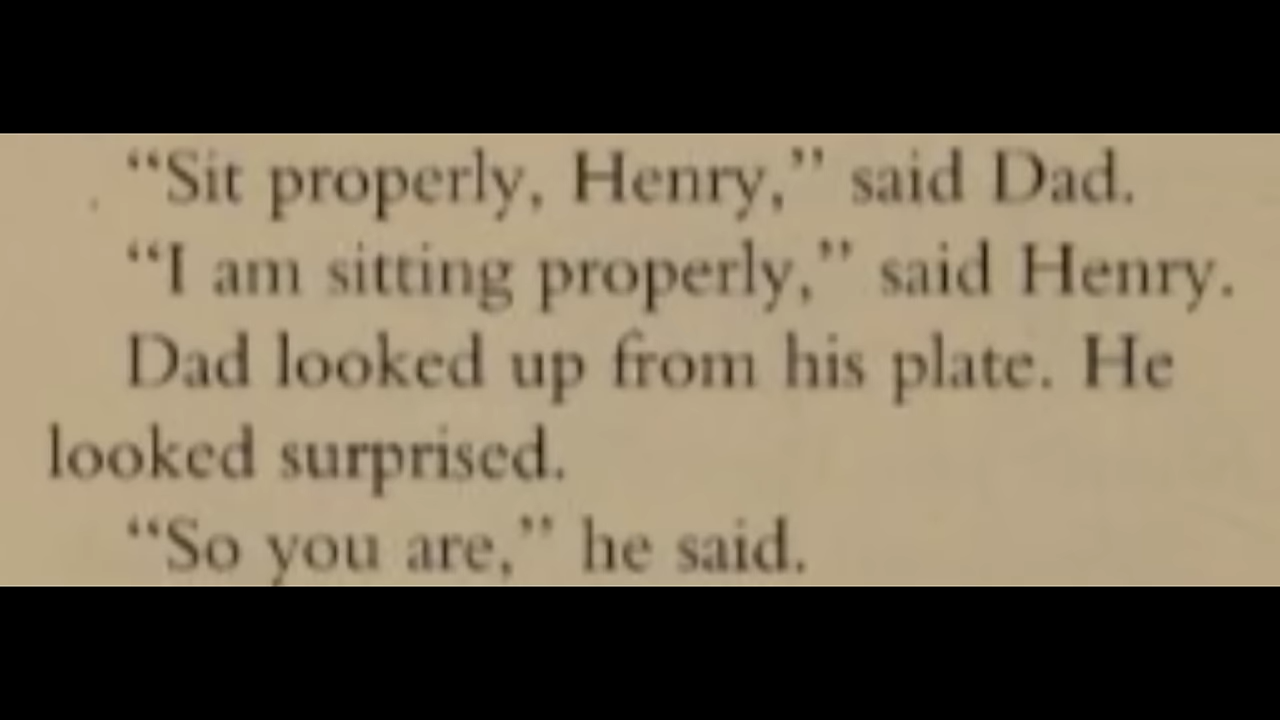 “Sit properly, Henry,” said Dad.
“I am sitting properly,” said Henry.
Dad looked up from his plate. He
looked surprised.
“So you are,” he said.